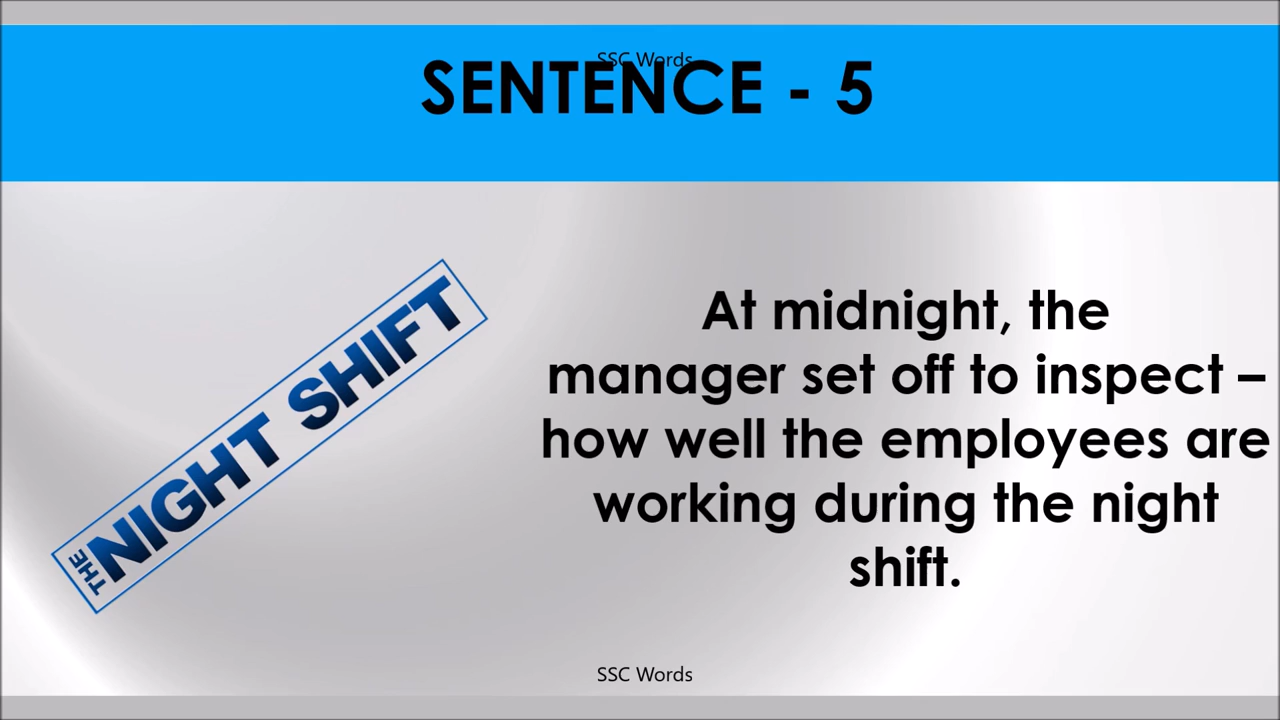 SSC Words
SENTENCE - 5
THE NIGHT SHIFT
At midnight, the
manager set off to inspect –
how well the employees are
working during the night
shift.
SSC Words